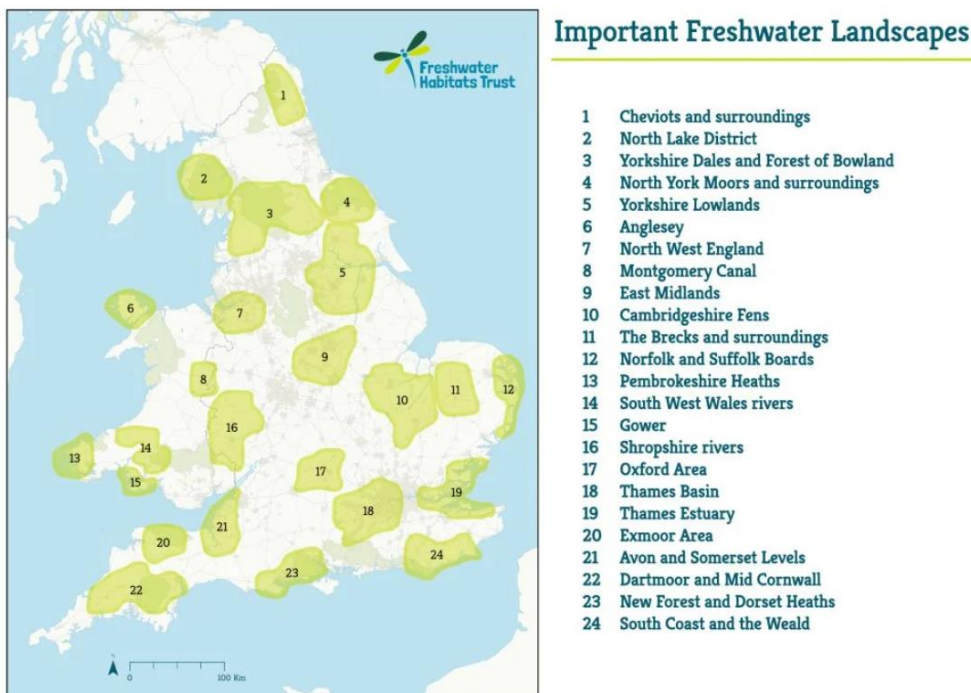 Important Freshwater Landscapes
Freshwater
Habitats Trust
1 Cheviots and surroundings
2 North Lake District
3 Yorkshire Dales and Forest of Bowland
4 North York Moors and surroundings
5 Yorkshire Lowlands
6 Anglesey
7 North West England
8 Montgomery Canal
9 East Midlands
10 Cambridgeshire Fens
11 The Brecks and surroundings
12 Norfolk and Suffolk Boards
13 Pembrokeshire Heaths
14 South West Wales rivers
15 Gower
16 Shropshire rivers
17 Oxford Area
18 Thames Basin
19 Thames Estuary
20 Exmoor Area
21 Avon and Somerset Levels
22 Dartmoor and Mid Cornwall
23 New Forest and Dorset Heaths
24 South Coast and the Weald
1
2
3
4
5
6
7
8
9
10
11
12
16
13
14
15
17
18
19
21
20
24
23
22
0 100 Km